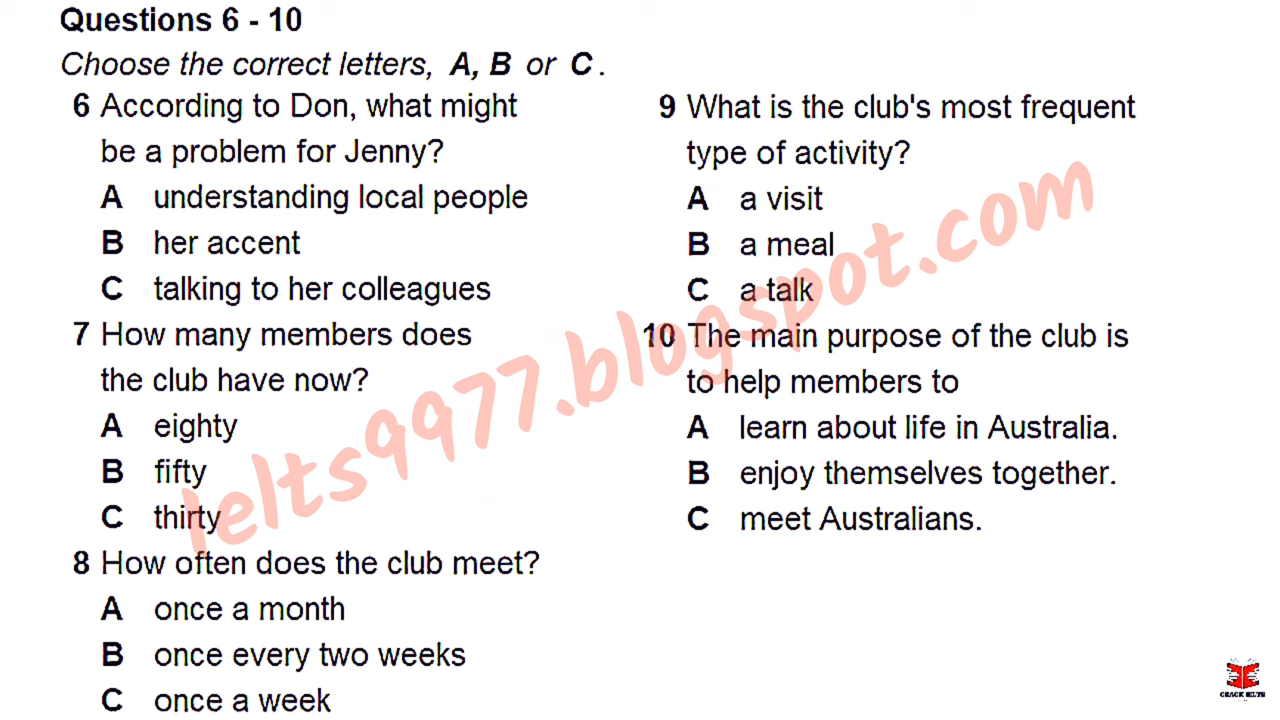 Questions 6 - 10
Choose the correct letters, A, B or C.
6 According to Don, what might
be a problem for Jenny?
A understanding local people
B her accent
C talking to her colleagues
7 How many members does
the club have now?
A eighty
B fifty
C thirty
8 How often does the club meet?
A once a month
B once every two weeks
C once a week
9 What is the club's most frequent
type of activity?
A a visit
B a meal
C a talk
10 The main purpose of the club is
to help members to
A learn about life in Australia.
B enjoy themselves together.
C meet Australians.
Ielts9977.blogspot.com
CRACK IELTS